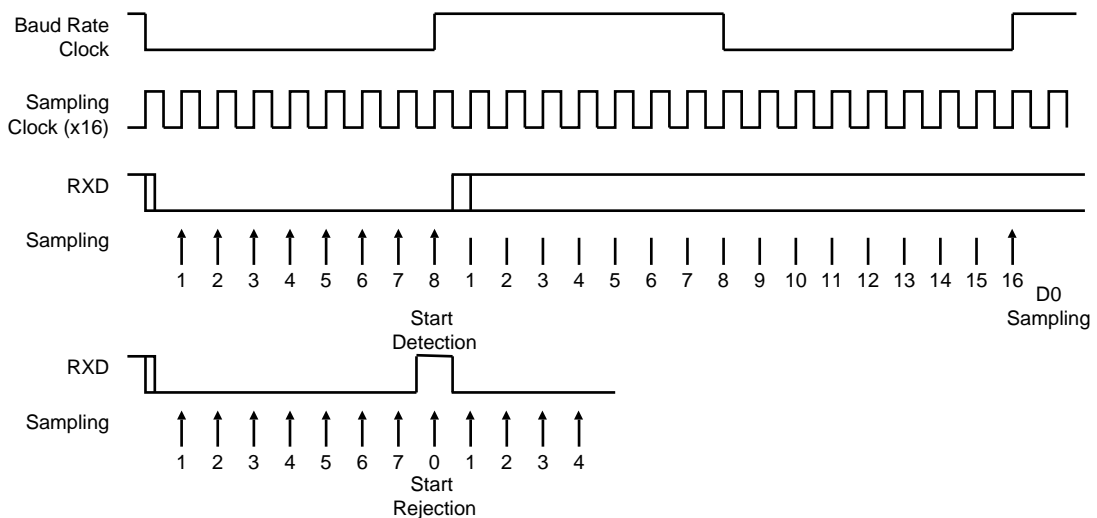 Baud Rate
Clock
Sampling
Clock (x16)
RXD
Sampling
1 2 3 4 5 6 7 8 1 2 3 4 5 6 7 8 9 10 11 12 13 14 15 16
D0
Sampling
Start
Detection
RXD
Sampling
1 2 3 4 5 6 7 0 1 2 3 4
Start
Rejection